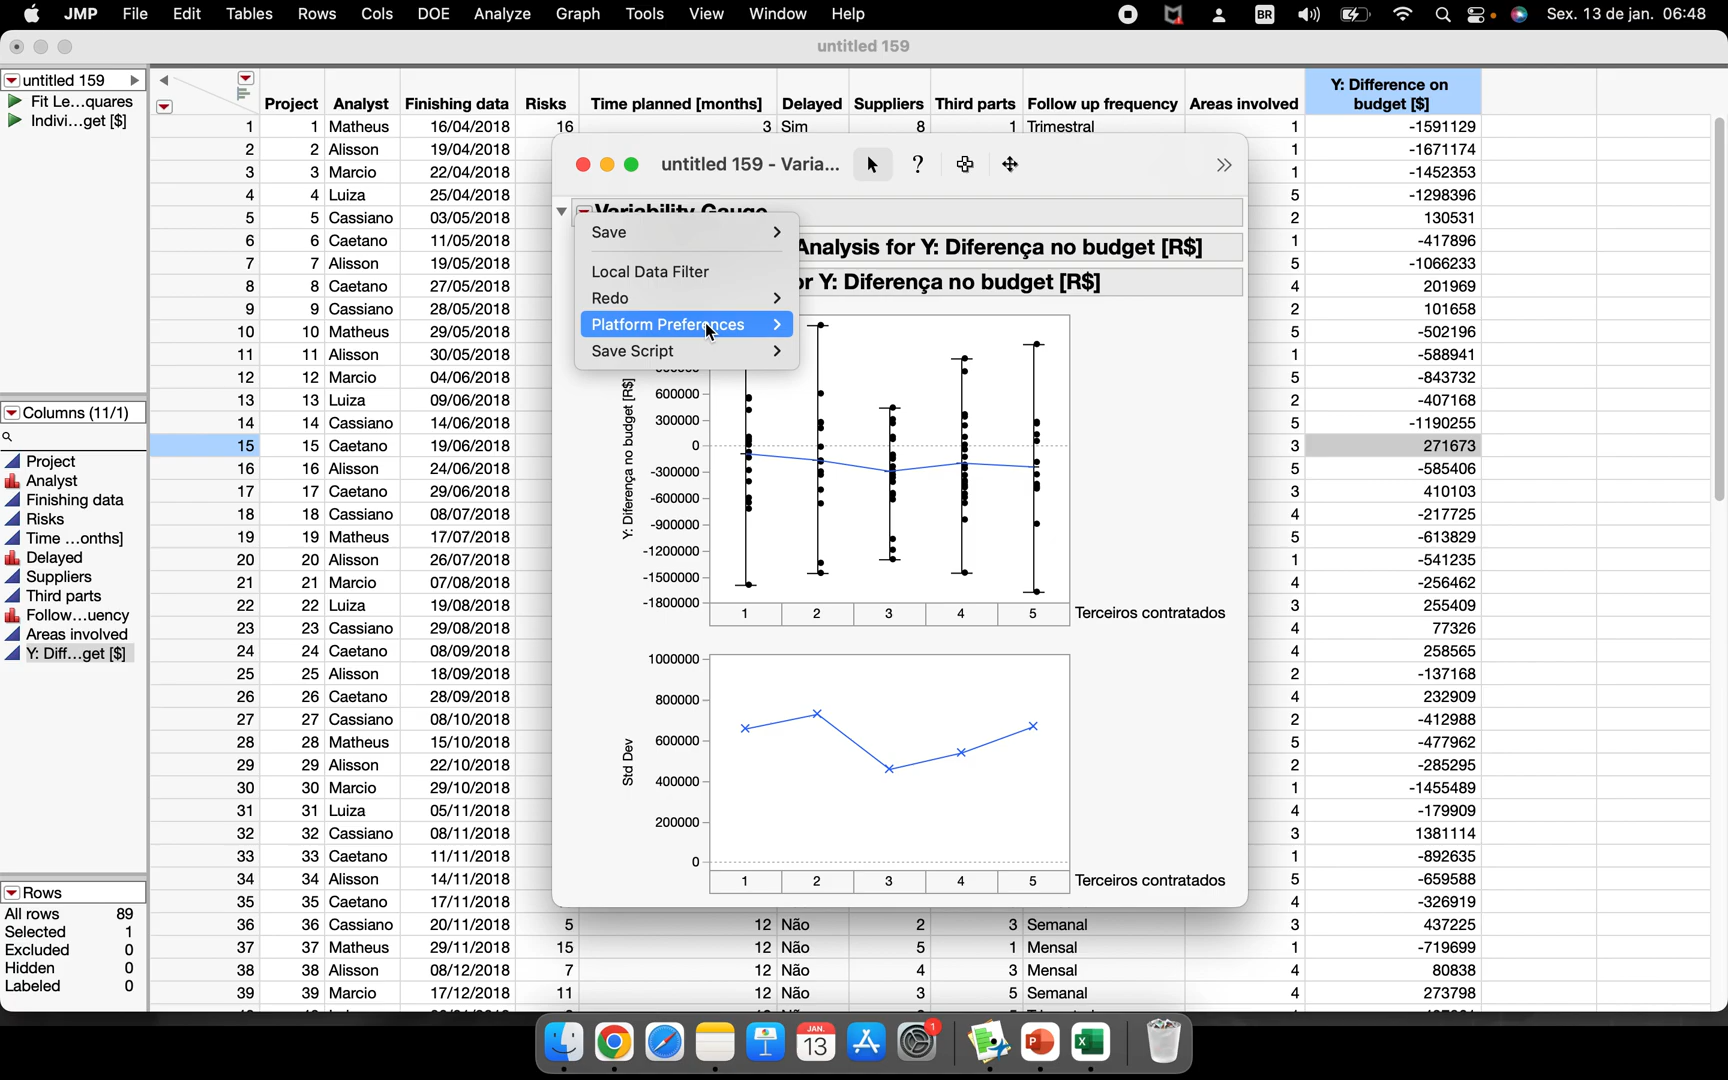 JMP File Edit Tables Rows Cols DOE Analyze Graph Tools View Window Help BR Sex. 13 de jan. 06:48
untitled 159
untitled 159
Fit Le...quares
Indivi...get [$]
Columns (11/1)
Project
Analyst
Finishing data
Risks
Time ...onths]
Delayed
Suppliers
Third parts
Follow...uency
Areas involved
Y: Diff...get [$]
Rows
All rows 89
Selected 1
Excluded 0
Hidden 0
Labeled 0
Project Analyst Finishing data Risks Time planned [months] Delayed Suppliers Third parts Follow up frequency Areas involved Y: Difference on
budget [$]
1 1 Matheus 16/04/2018 16 3 Sim 8 1 Trimestral 1 -1591129
2 2 Alisson 19/04/2018 1 -1671174
3 3 Marcio 22/04/2018 1 -1452353
4 4 Luiza 25/04/2018 5 -1298396
5 5 Cassiano 03/05/2018 2 130531
6 6 Caetano 11/05/2018 1 -417896
7 7 Alisson 19/05/2018 5 -1066233
8 8 Caetano 27/05/2018 4 201969
9 9 Cassiano 28/05/2018 2 101658
10 10 Matheus 29/05/2018 5 -502196
11 11 Alisson 30/05/2018 1 -588941
12 12 Marcio 04/06/2018 5 -843732
13 13 Luiza 09/06/2018 2 -407168
14 14 Cassiano 14/06/2018 5 -1190255
15 15 Caetano 19/06/2018 3 271673
16 16 Alisson 24/06/2018 5 -585406
17 17 Caetano 29/06/2018 3 410103
18 18 Cassiano 08/07/2018 4 -217725
19 19 Matheus 17/07/2018 5 -613829
20 20 Alisson 26/07/2018 1 -541235
21 21 Marcio 07/08/2018 4 -256462
22 22 Luiza 19/08/2018 3 255409
23 23 Cassiano 29/08/2018 4 77326
24 24 Caetano 08/09/2018 4 258565
25 25 Alisson 18/09/2018 2 -137168
26 26 Caetano 28/09/2018 4 232909
27 27 Cassiano 08/10/2018 2 -412988
28 28 Matheus 15/10/2018 5 -477962
29 29 Alisson 22/10/2018 2 -285295
30 30 Marcio 29/10/2018 1 -1455489
31 31 Luiza 05/11/2018 4 -179909
32 32 Cassiano 08/11/2018 3 1381114
33 33 Caetano 11/11/2018 1 -892635
34 34 Alisson 14/11/2018 5 -659588
35 35 Caetano 17/11/2018 4 -326919
36 36 Cassiano 20/11/2018 5 12 Não 2 3 Semanal 3 437225
37 37 Matheus 29/11/2018 15 12 Não 5 1 Mensal 1 -719699
38 38 Alisson 08/12/2018 7 12 Não 4 3 Mensal 4 80838
39 39 Marcio 17/12/2018 11 12 Não 3 5 Semanal 4 273798
untitled 159 - Varia...
Variability Gauge
Analysis for Y: Diferença no budget [R$]
or Y: Diferença no budget [R$]
Save
Local Data Filter
Redo
Platform Preferences
Save Script
Y: Diferença no budget [R$]
600000
300000
0
-300000
-600000
-900000
-1200000
-1500000
-1800000
1 2 3 4 5 Terceiros contratados
Std Dev
1000000
800000
600000
400000
200000
0
1 2 3 4 5 Terceiros contratados
JAN.
13
1
P
X